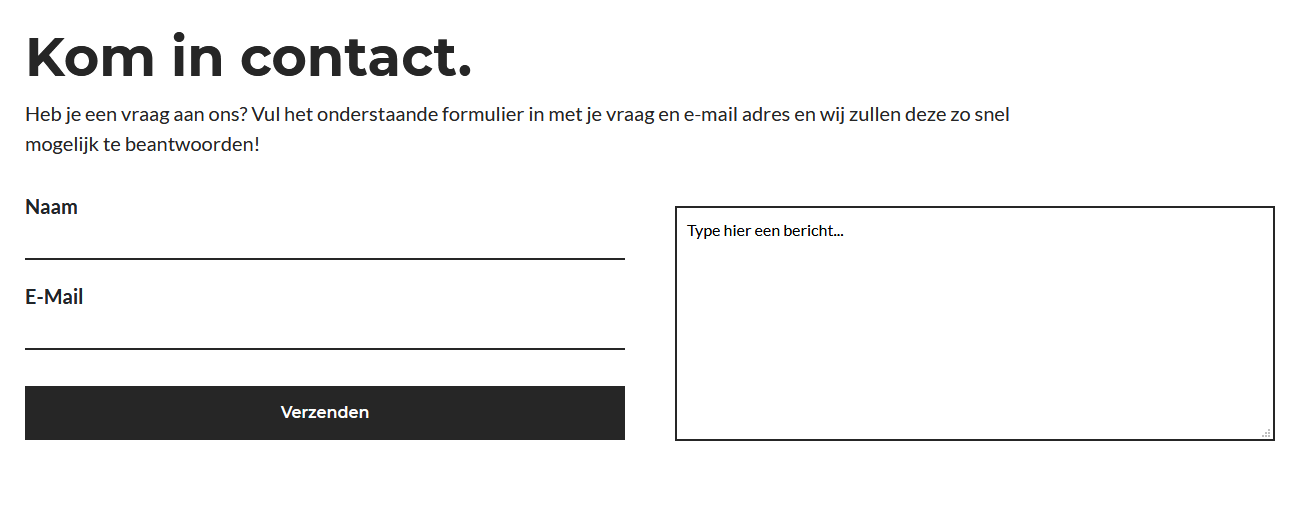 Kom in contact.
Heb je een vraag aan ons? Vul het onderstaande formulier in met je vraag en e-mail adres en wij zullen deze zo snel
mogelijk te beantwoorden!
Naam
E-Mail
Verzenden
Type hier een bericht...